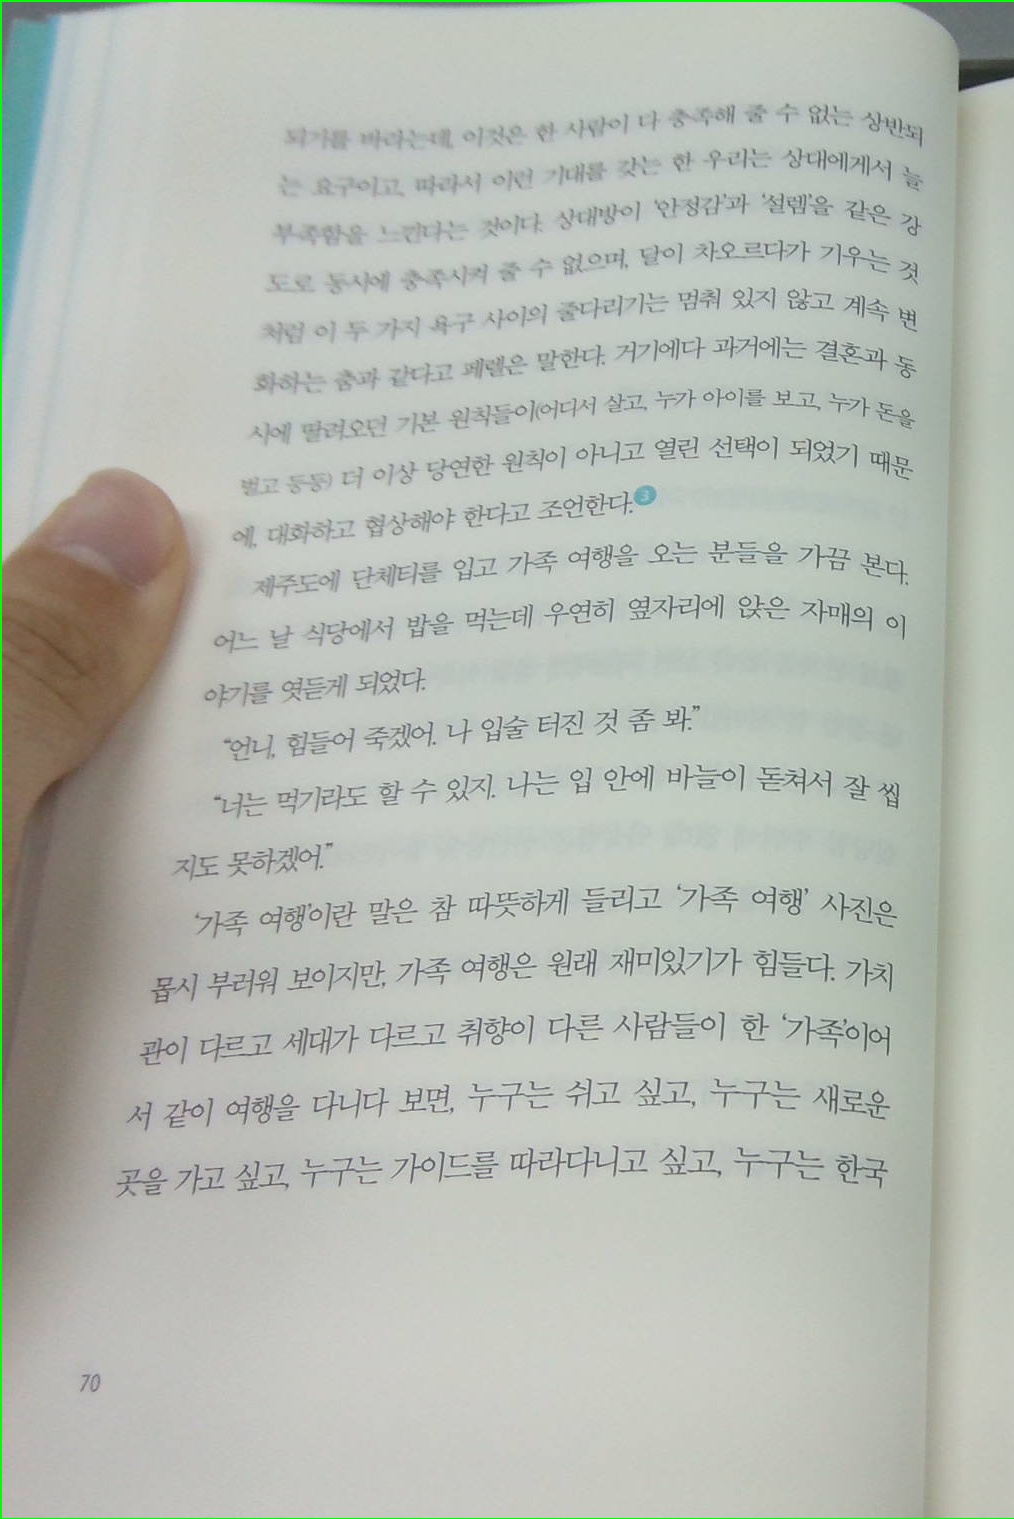 되기를 바라는데, 이것은 한 사람이 다 충족해 줄 수 없는 상반되
는 요구이고, 따라서 이런 기대를 갖는 한 우리는 상대에게서 늘
부족함을 느낀다는 것이다. 상대방이 ‘안정감’과 ‘설렘’을 같은 강
도로 동시에 충족시켜 줄 수 없으며, 달이 차오르다가 기우는 것
처럼 이 두 가지 욕구 사이의 줄다리기는 멈춰 있지 않고 계속 변
화하는 춤과 같다고 페렐은 말한다. 거기에다 과거에는 결혼과 동
시에 딸려오던 기본 원칙들이(어디서 살고, 누가 아이를 보고, 누가 돈을
벌고 등등) 더 이상 당연한 원칙이 아니고 열린 선택이 되었기 때문
에, 대화하고 협상해야 한다고 조언한다.3
제주도에 단체티를 입고 가족 여행을 오는 분들을 가끔 본다.
어느 날 식당에서 밥을 먹는데 우연히 옆자리에 앉은 자매의 이
야기를 엿듣게 되었다.
“언니, 힘들어 죽겠어. 나 입술 터진 것 좀 봐.”
“너는 먹기라도 할 수 있지. 나는 입 안에 바늘이 돋쳐서 잘 씹
지도 못하겠어.”
‘가족 여행’이란 말은 참 따뜻하게 들리고 ‘가족 여행’ 사진은
몹시 부러워 보이지만, 가족 여행은 원래 재미있기가 힘들다. 가치
관이 다르고 세대가 다르고 취향이 다른 사람들이 한 ‘가족’이어
서 같이 여행을 다니다 보면, 누구는 쉬고 싶고, 누구는 새로운
곳을 가고 싶고, 누구는 가이드를 따라다니고 싶고, 누구는 한국
70